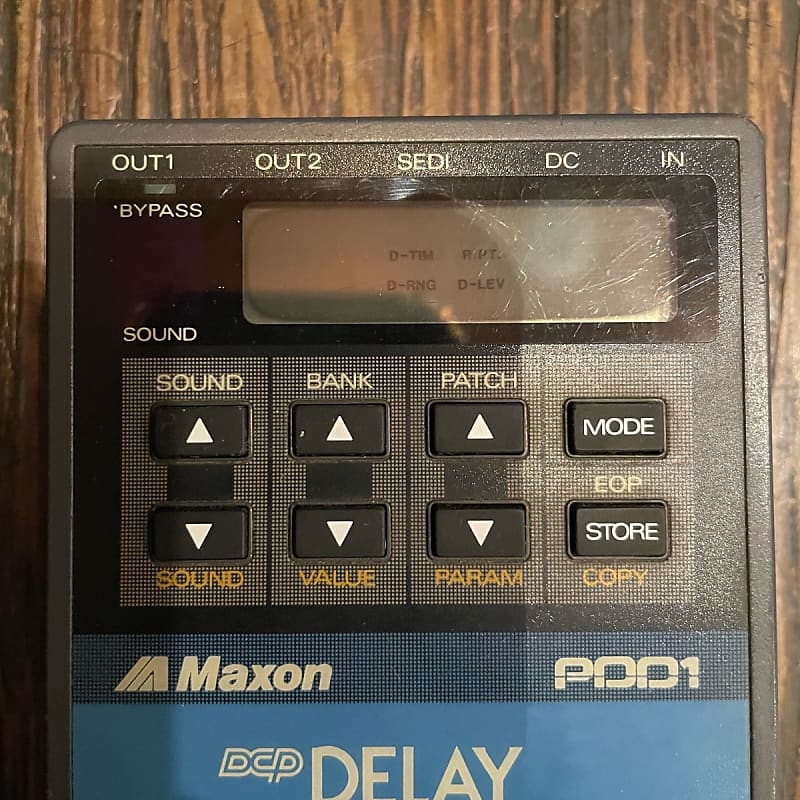 OUT1 OUT2 SEDI DC IN
BYPASS
D-TIM RPT.
D-RNG D-LEV
SOUND
SOUND BANK PATCH
MODE
EOP
STORE
SOUND VALUE PARAM COPY
Maxon PDD1
DCP DELAY